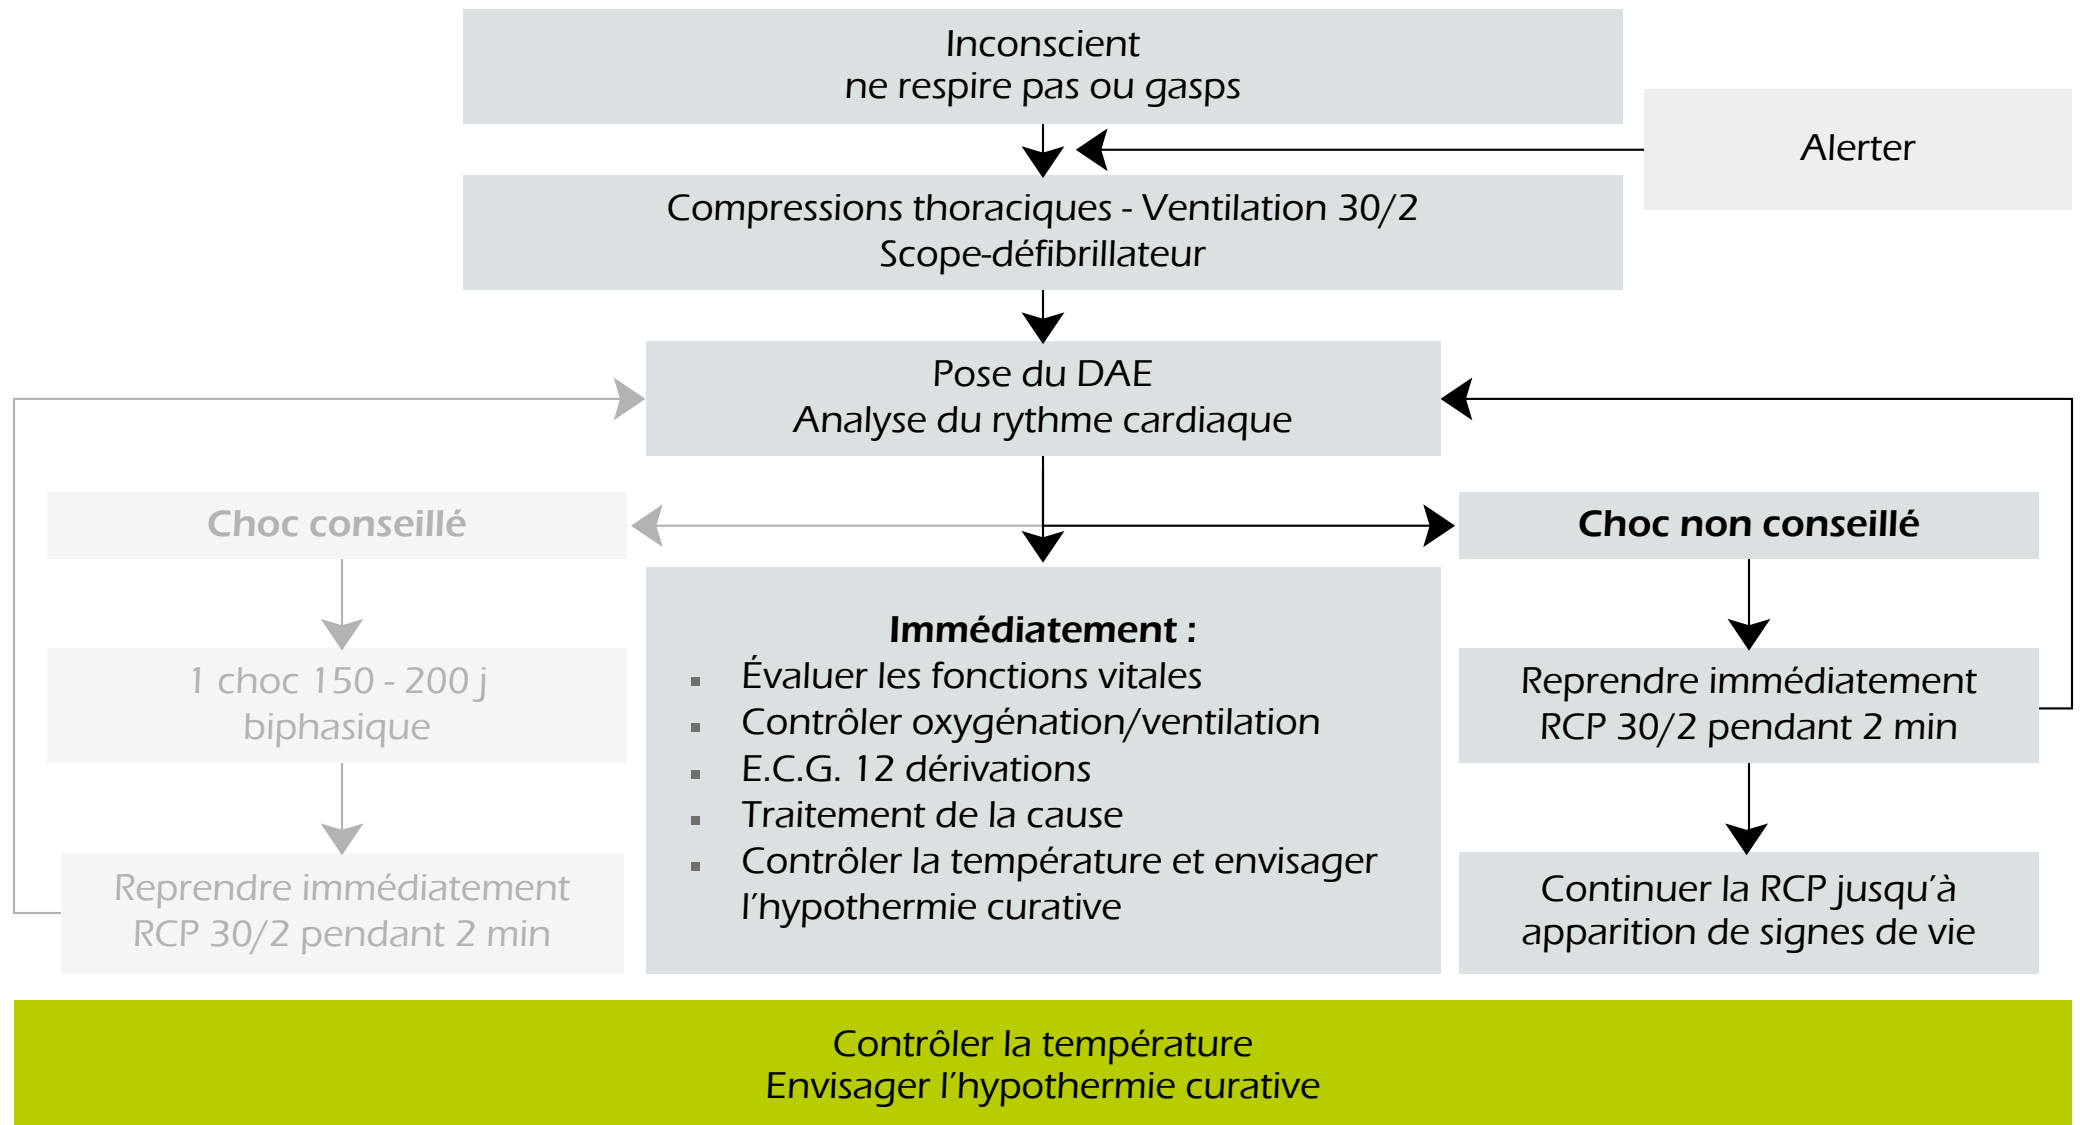 Inconscient
ne respire pas ou gasps
Alerter
Compressions thoraciques - Ventilation 30/2
Scope-défibrillateur
Pose du DAE
Analyse du rythme cardiaque
Choc conseillé
1 choc 150 - 200 j
biphasique
Reprendre immédiatement
RCP 30/2 pendant 2 min
Immédiatement :
▪ Évaluer les fonctions vitales
▪ Contrôler oxygénation/ventilation
▪ E.C.G. 12 dérivations
▪ Traitement de la cause
▪ Contrôler la température et envisager
l'hypothermie curative
Choc non conseillé
Reprendre immédiatement
RCP 30/2 pendant 2 min
Continuer la RCP jusqu'à
apparition de signes de vie
Contrôler la température
Envisager l'hypothermie curative